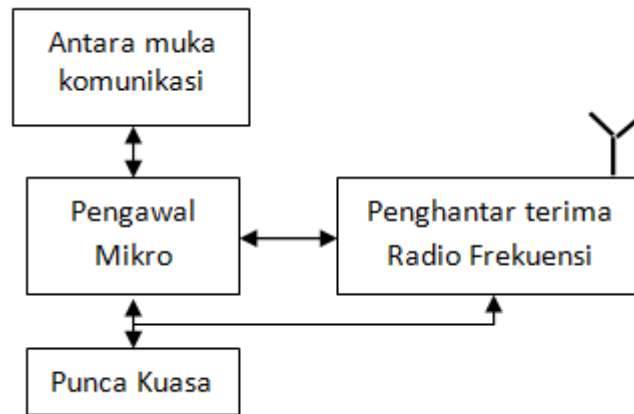 Antara muka
komunikasi
Pengawal
Mikro
Penghantar terima
Radio Frekuensi
Punca Kuasa